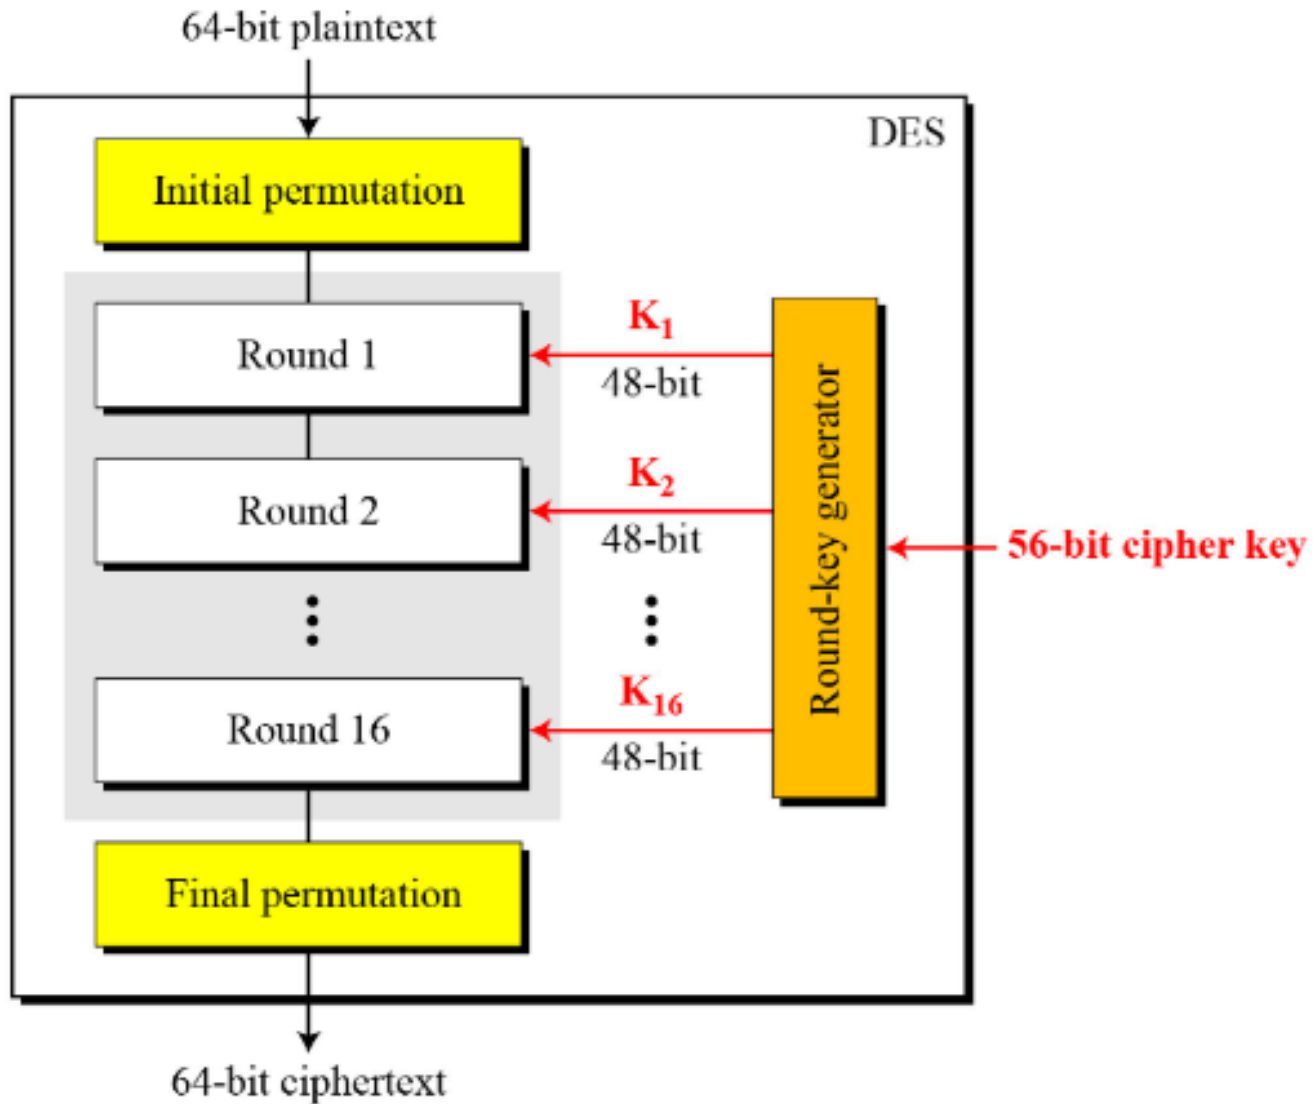 64-bit plaintext
DES
Initial permutation
K₁
Round 1
48-bit
K₂
Round 2
48-bit
Round-key generator
56-bit cipher key
K₁₆
Round 16
48-bit
Final permutation
64-bit ciphertext